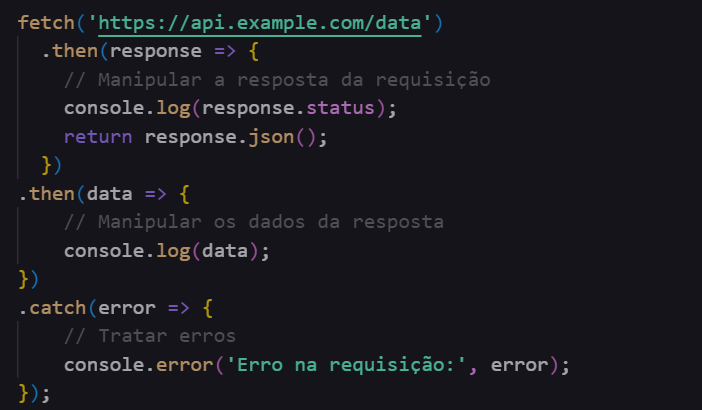 fetch('https://api.example.com/data')
  .then(response => {
    // Manipular a resposta da requisição
    console.log(response.status);
    return response.json();
  })
.then(data => {
    // Manipular os dados da resposta
    console.log(data);
})
.catch(error => {
    // Tratar erros
    console.error('Erro na requisição:', error);
});